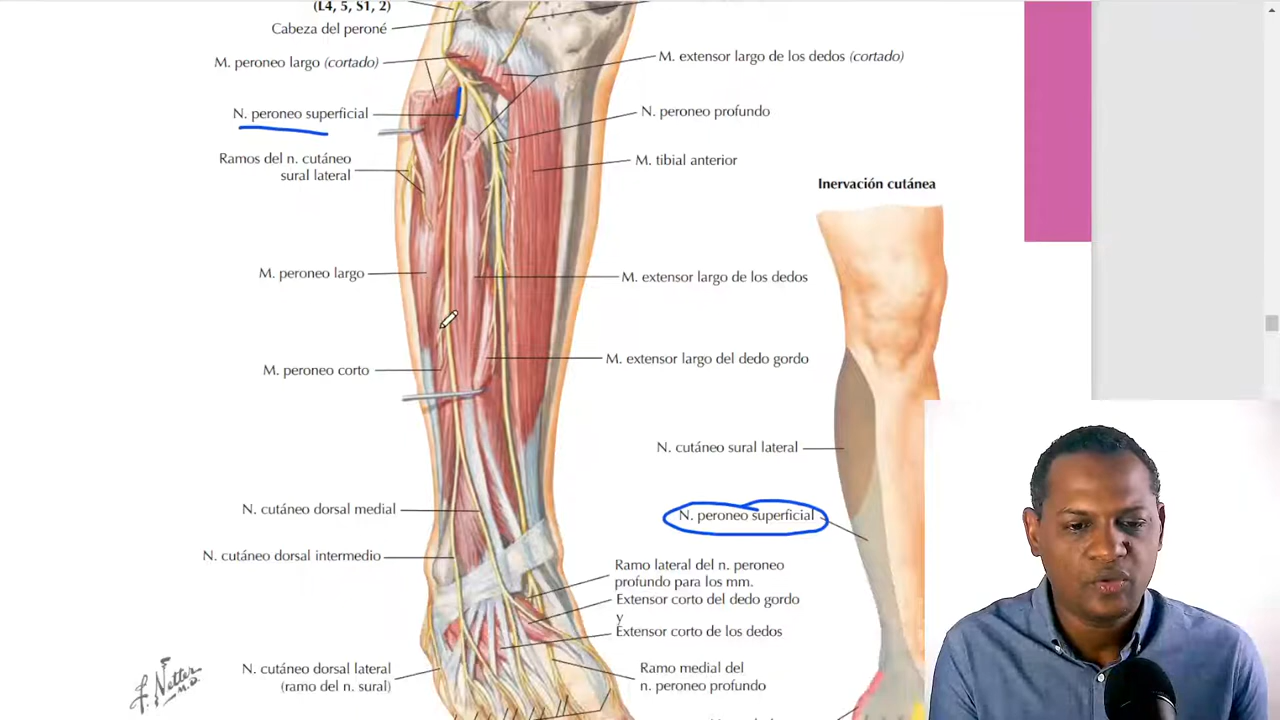 (L4, 5, S1, 2)
Cabeza del peroné
M. peroneo largo (cortado)
N. peroneo superficial
Ramos del n. cutáneo
sural lateral
M. peroneo largo
M. peroneo corto
N. cutáneo dorsal medial
N. cutáneo dorsal intermedio
N. cutáneo dorsal lateral
(ramo del n. sural)
F. Netter
M.D.
M. extensor largo de los dedos (cortado)
N. peroneo profundo
M. tibial anterior
M. extensor largo de los dedos
M. extensor largo del dedo gordo
Ramo lateral del n. peroneo
profundo para los mm.
Extensor corto del dedo gordo
y
Extensor corto de los dedos
Ramo medial del
n. peroneo profundo
Inervación cutánea
N. cutáneo sural lateral
N. peroneo superficial